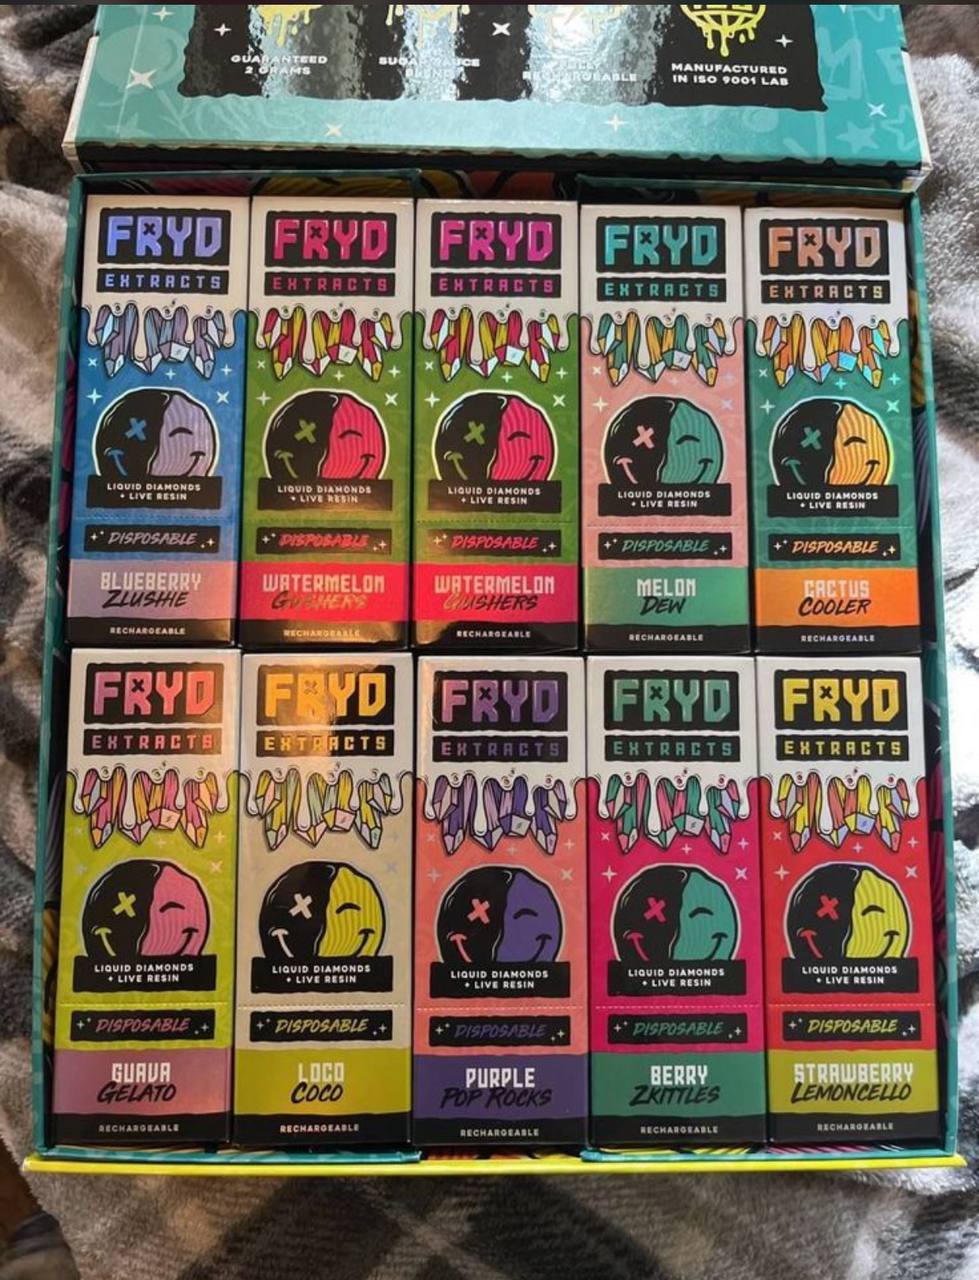 GUARANTEED
2 GRAMS
SUGAR SAUCE
BLEND
FULLY
RECHARGEABLE
MANUFACTURED
IN ISO 9001 LAB
FRYD
EXTRACTS
LIQUID DIAMONDS
+ LIVE RESIN
DISPOSABLE
BLUEBERRY
ZLUSHIE
RECHARGEABLE
FRYD
EXTRACTS
LIQUID DIAMONDS
+ LIVE RESIN
DISPOSABLE
WATERMELON
GUSHERS
RECHARGEABLE
FRYD
EXTRACTS
LIQUID DIAMONDS
+ LIVE RESIN
DISPOSABLE
WATERMELON
GUSHERS
RECHARGEABLE
FRYD
EXTRACTS
LIQUID DIAMONDS
+ LIVE RESIN
DISPOSABLE
MELON
DEW
RECHARGEABLE
FRYD
EXTRACTS
LIQUID DIAMONDS
+ LIVE RESIN
DISPOSABLE
CACTUS
COOLER
RECHARGEABLE
FRYD
EXTRACTS
LIQUID DIAMONDS
+ LIVE RESIN
DISPOSABLE
GUAVA
GELATO
RECHARGEABLE
FRYD
EXTRACTS
LIQUID DIAMONDS
+ LIVE RESIN
DISPOSABLE
LOCO
COCO
RECHARGEABLE
FRYD
EXTRACTS
LIQUID DIAMONDS
+ LIVE RESIN
DISPOSABLE
PURPLE
POP ROCKS
RECHARGEABLE
FRYD
EXTRACTS
LIQUID DIAMONDS
+ LIVE RESIN
DISPOSABLE
BERRY
ZKITTLES
RECHARGEABLE
FRYD
EXTRACTS
LIQUID DIAMONDS
+ LIVE RESIN
DISPOSABLE
STRAWBERRY
LEMONCELLO
RECHARGEABLE